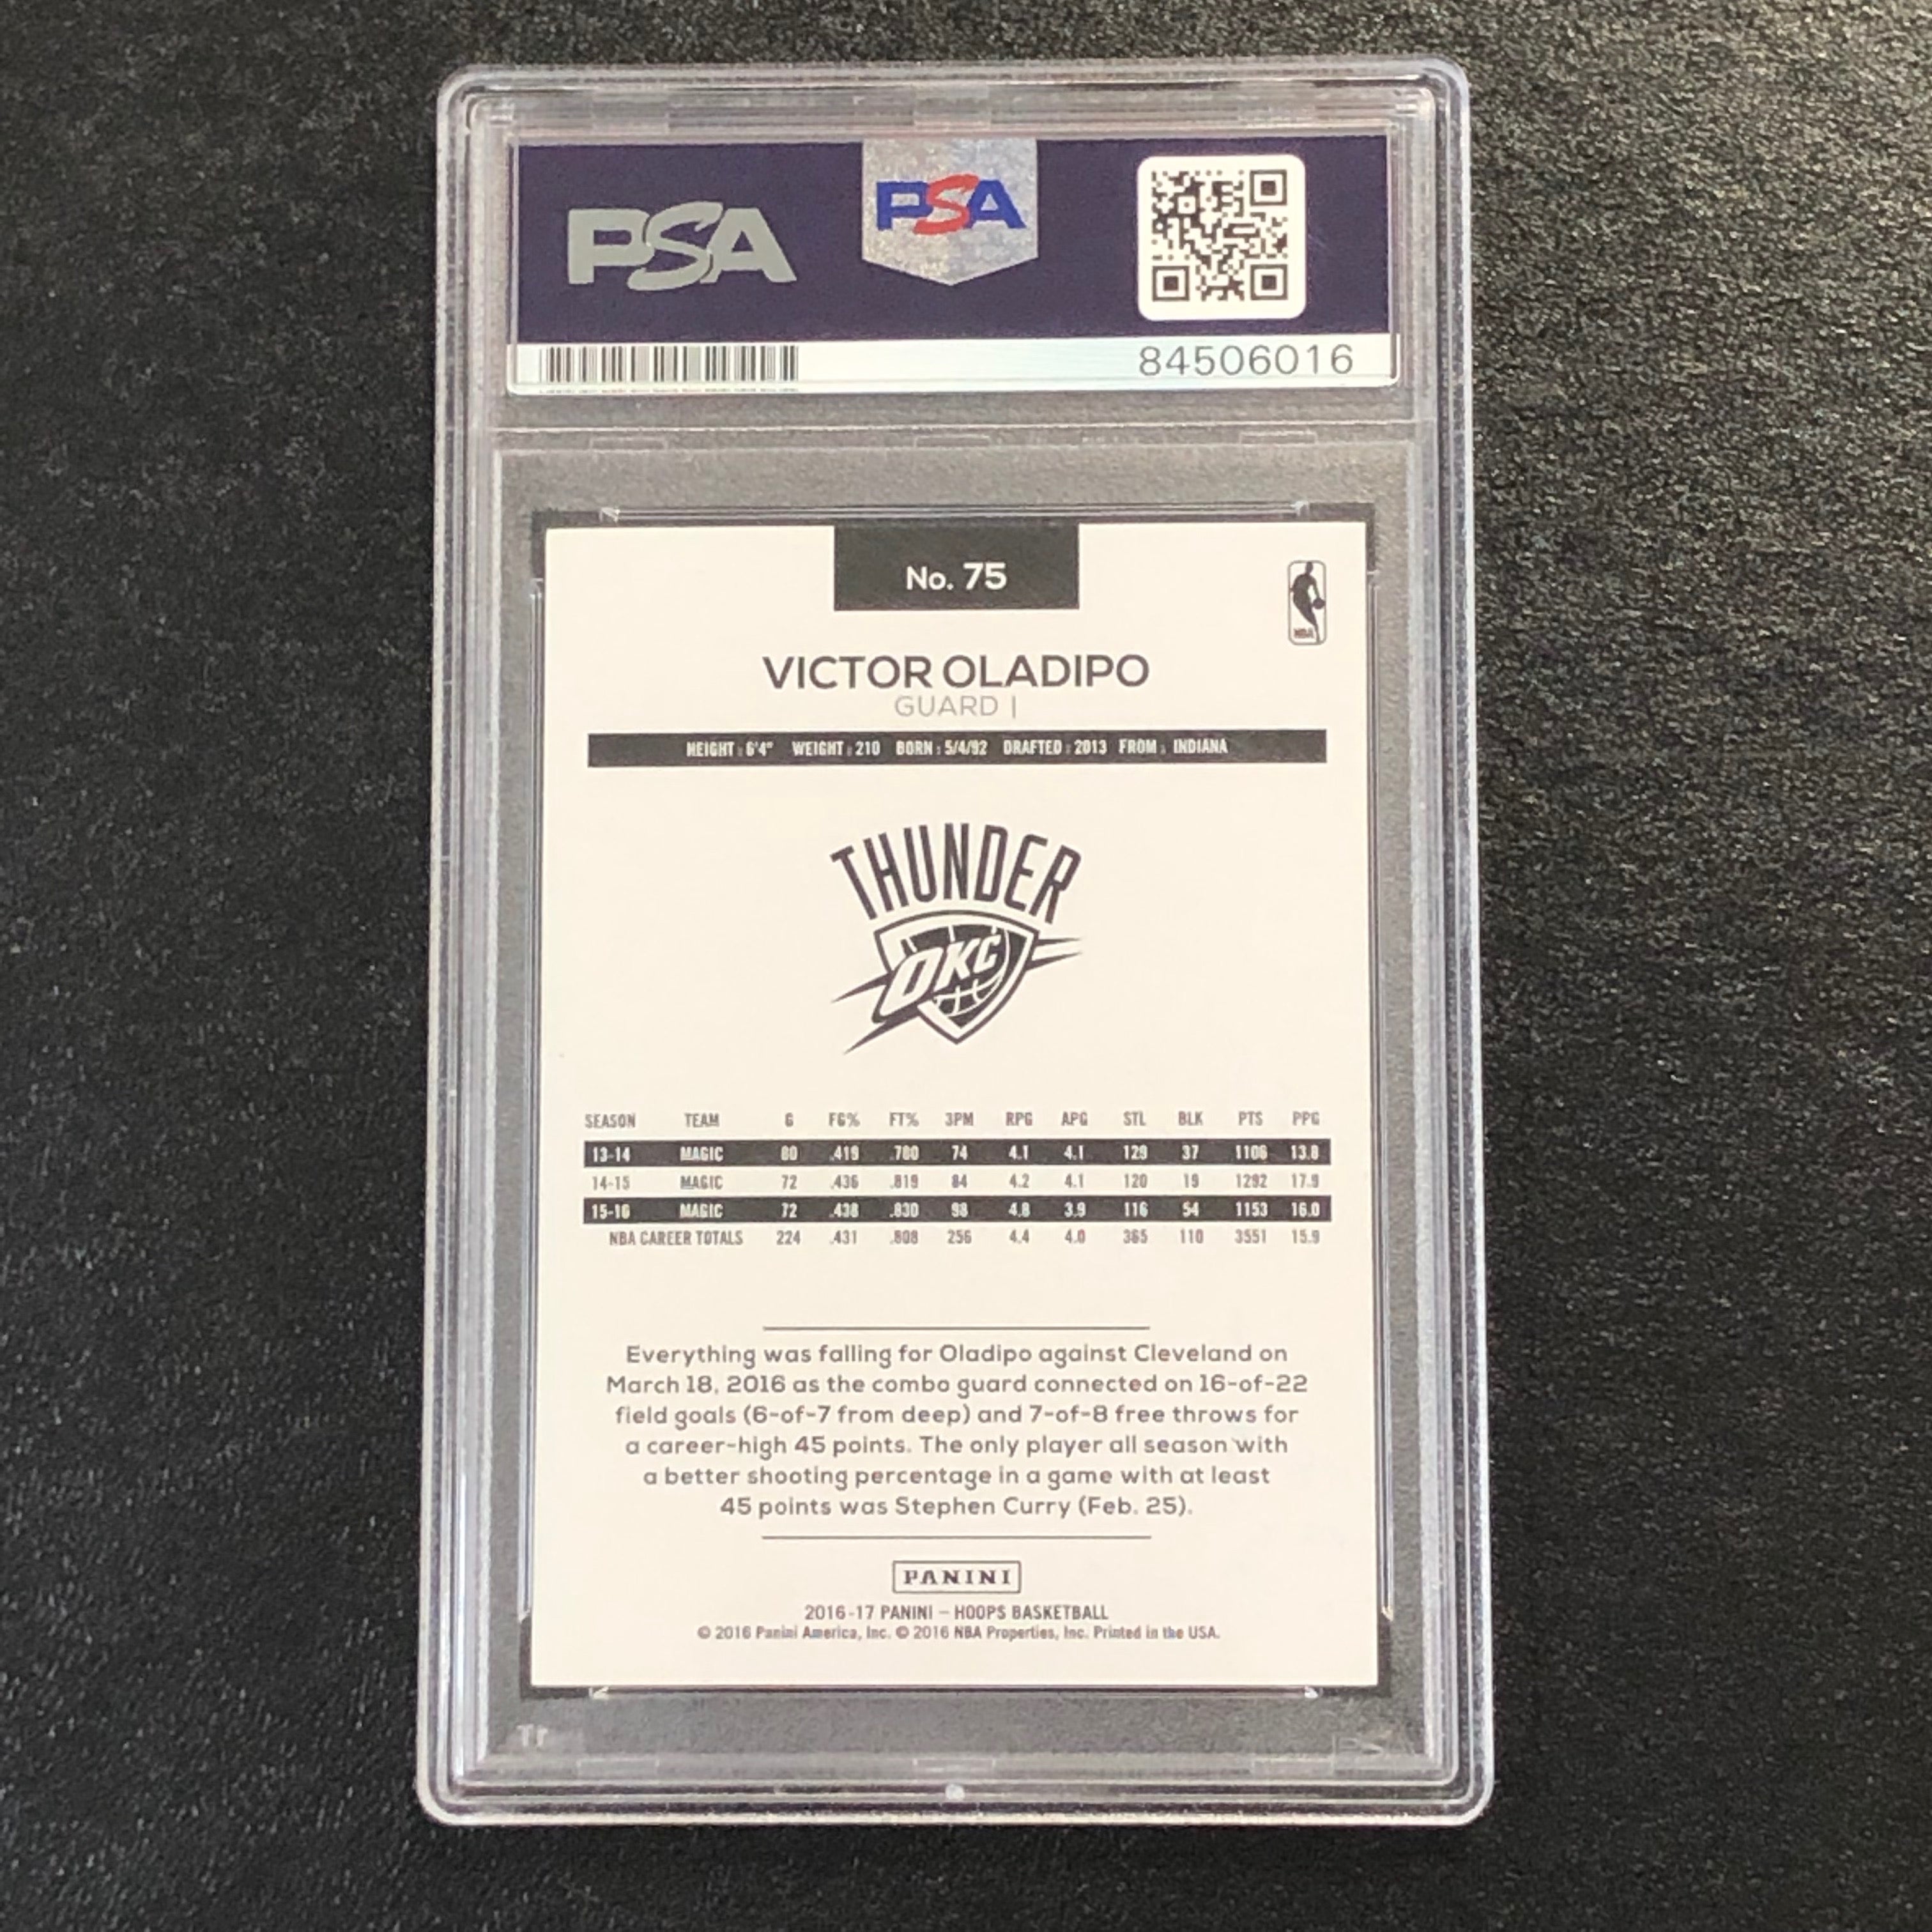 PSA
PSA
84506016
No. 75
NBA
VICTOR OLADIPO
GUARD |
HEIGHT : 6'4" WEIGHT : 210 BORN : 5/4/92 DRAFTED : 2013 FROM : INDIANA
THUNDER
OKC
SEASON TEAM G FG% FT% 3PM RPG APG STL BLK PTS PPG
13-14 MAGIC 80 .419 .780 74 4.1 4.1 129 37 1106 13.8
14-15 MAGIC 72 .436 .819 84 4.2 4.1 120 19 1292 17.9
15-16 MAGIC 72 .438 .830 98 4.8 3.9 116 54 1153 16.0
NBA CAREER TOTALS 224 .431 .808 256 4.4 4.0 365 110 3551 15.9
Everything was falling for Oladipo against Cleveland on
March 18, 2016 as the combo guard connected on 16-of-22
field goals (6-of-7 from deep) and 7-of-8 free throws for
a career-high 45 points. The only player all season with
a better shooting percentage in a game with at least
45 points was Stephen Curry (Feb. 25).
PANINI
2016-17 PANINI – HOOPS BASKETBALL
© 2016 Panini America, Inc. © 2016 NBA Properties, Inc. Printed in the USA.